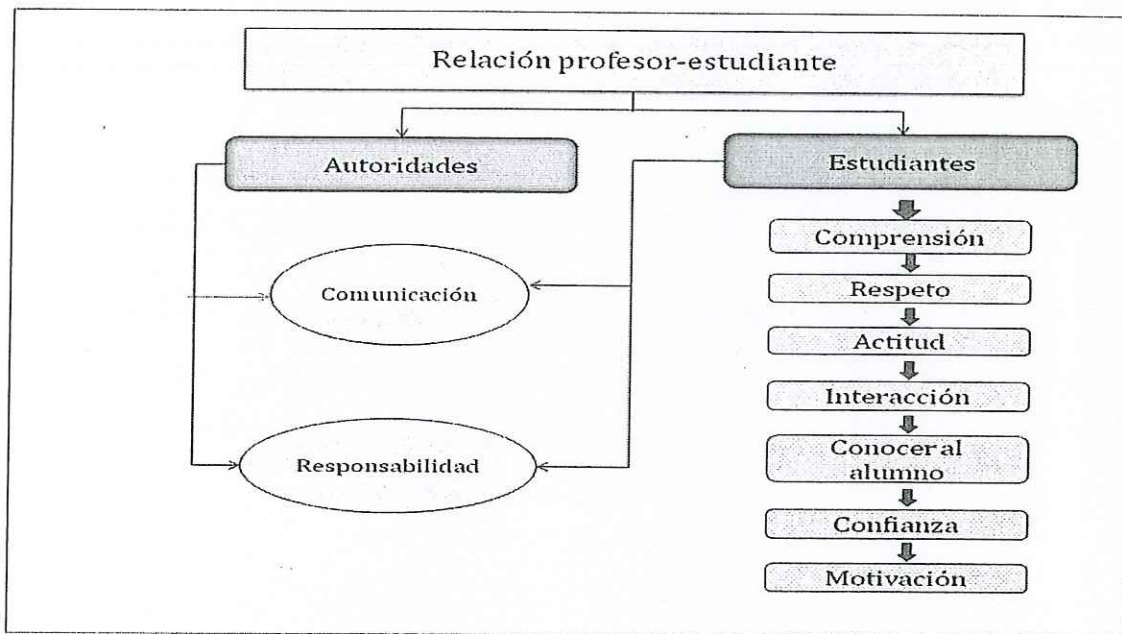 Relación profesor-estudiante
Autoridades
Estudiantes
Comunicación
Responsabilidad
Comprensión
Respeto
Actitud
Interacción
Conocer al
alumno
Confianza
Motivación